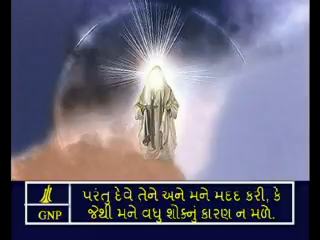 પરંતુ દેવે તેને અને મને મદદ કરી, કે
જેથી મને વધુ શોકનું કારણ ન મળે.
GNP